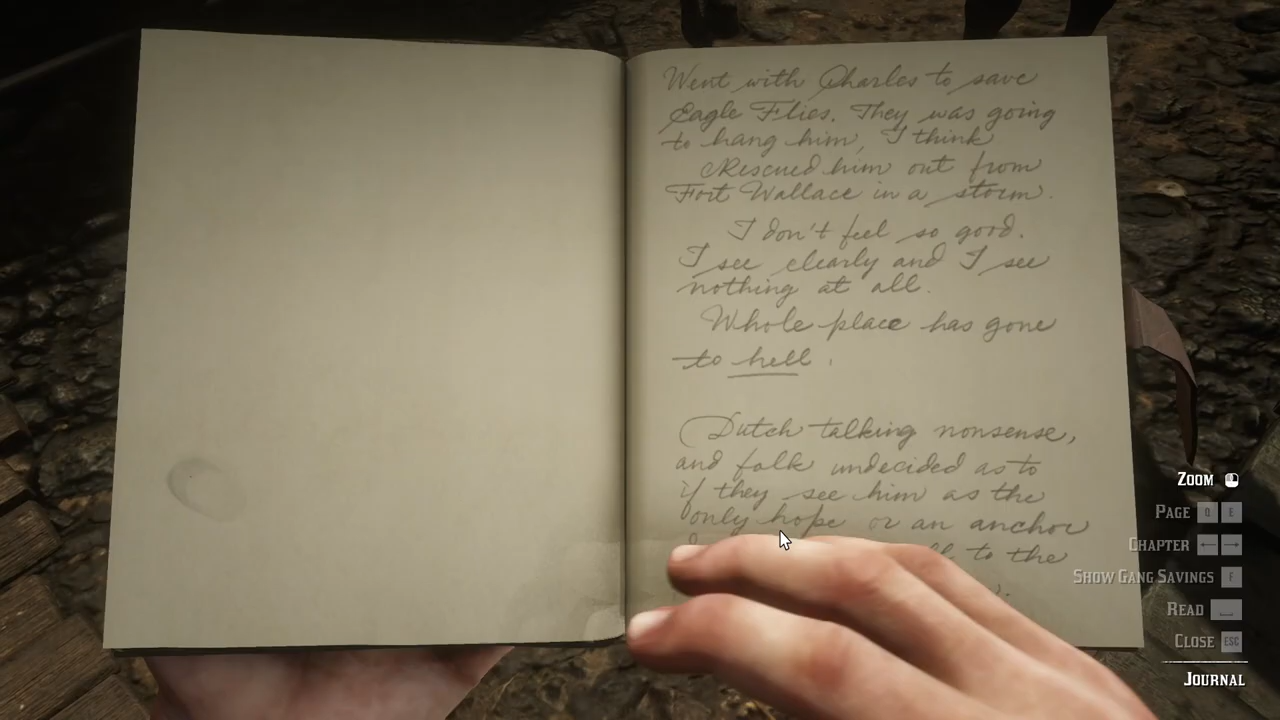 Went with Charles to save
Eagle Flies. They was going
to hang him, I think
Rescued him out from
Fort Wallace in a storm.
I don't feel so good.
I see clearly and I see
nothing at all.
Whole place has gone
to hell.
Dutch talking nonsense,
and folk undecided as to
if they see him as the
only hope or an anchor
to the
Zoom
Page Q E
Chapter ← →
Show Gang Savings F
Read
Close ESC
Journal